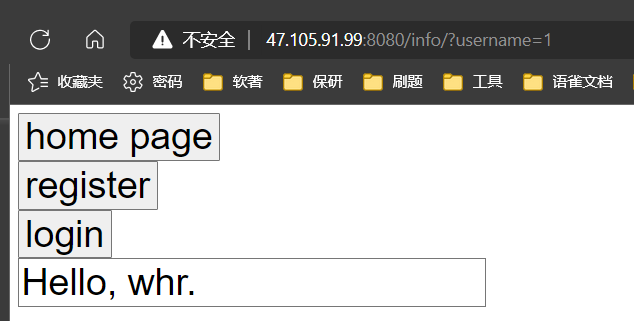 不安全 47.105.91.99:8080/info/?username=1
收藏夹 密码 软著 保研 刷题 工具 语雀文档
home page
register
login
Hello, whr.